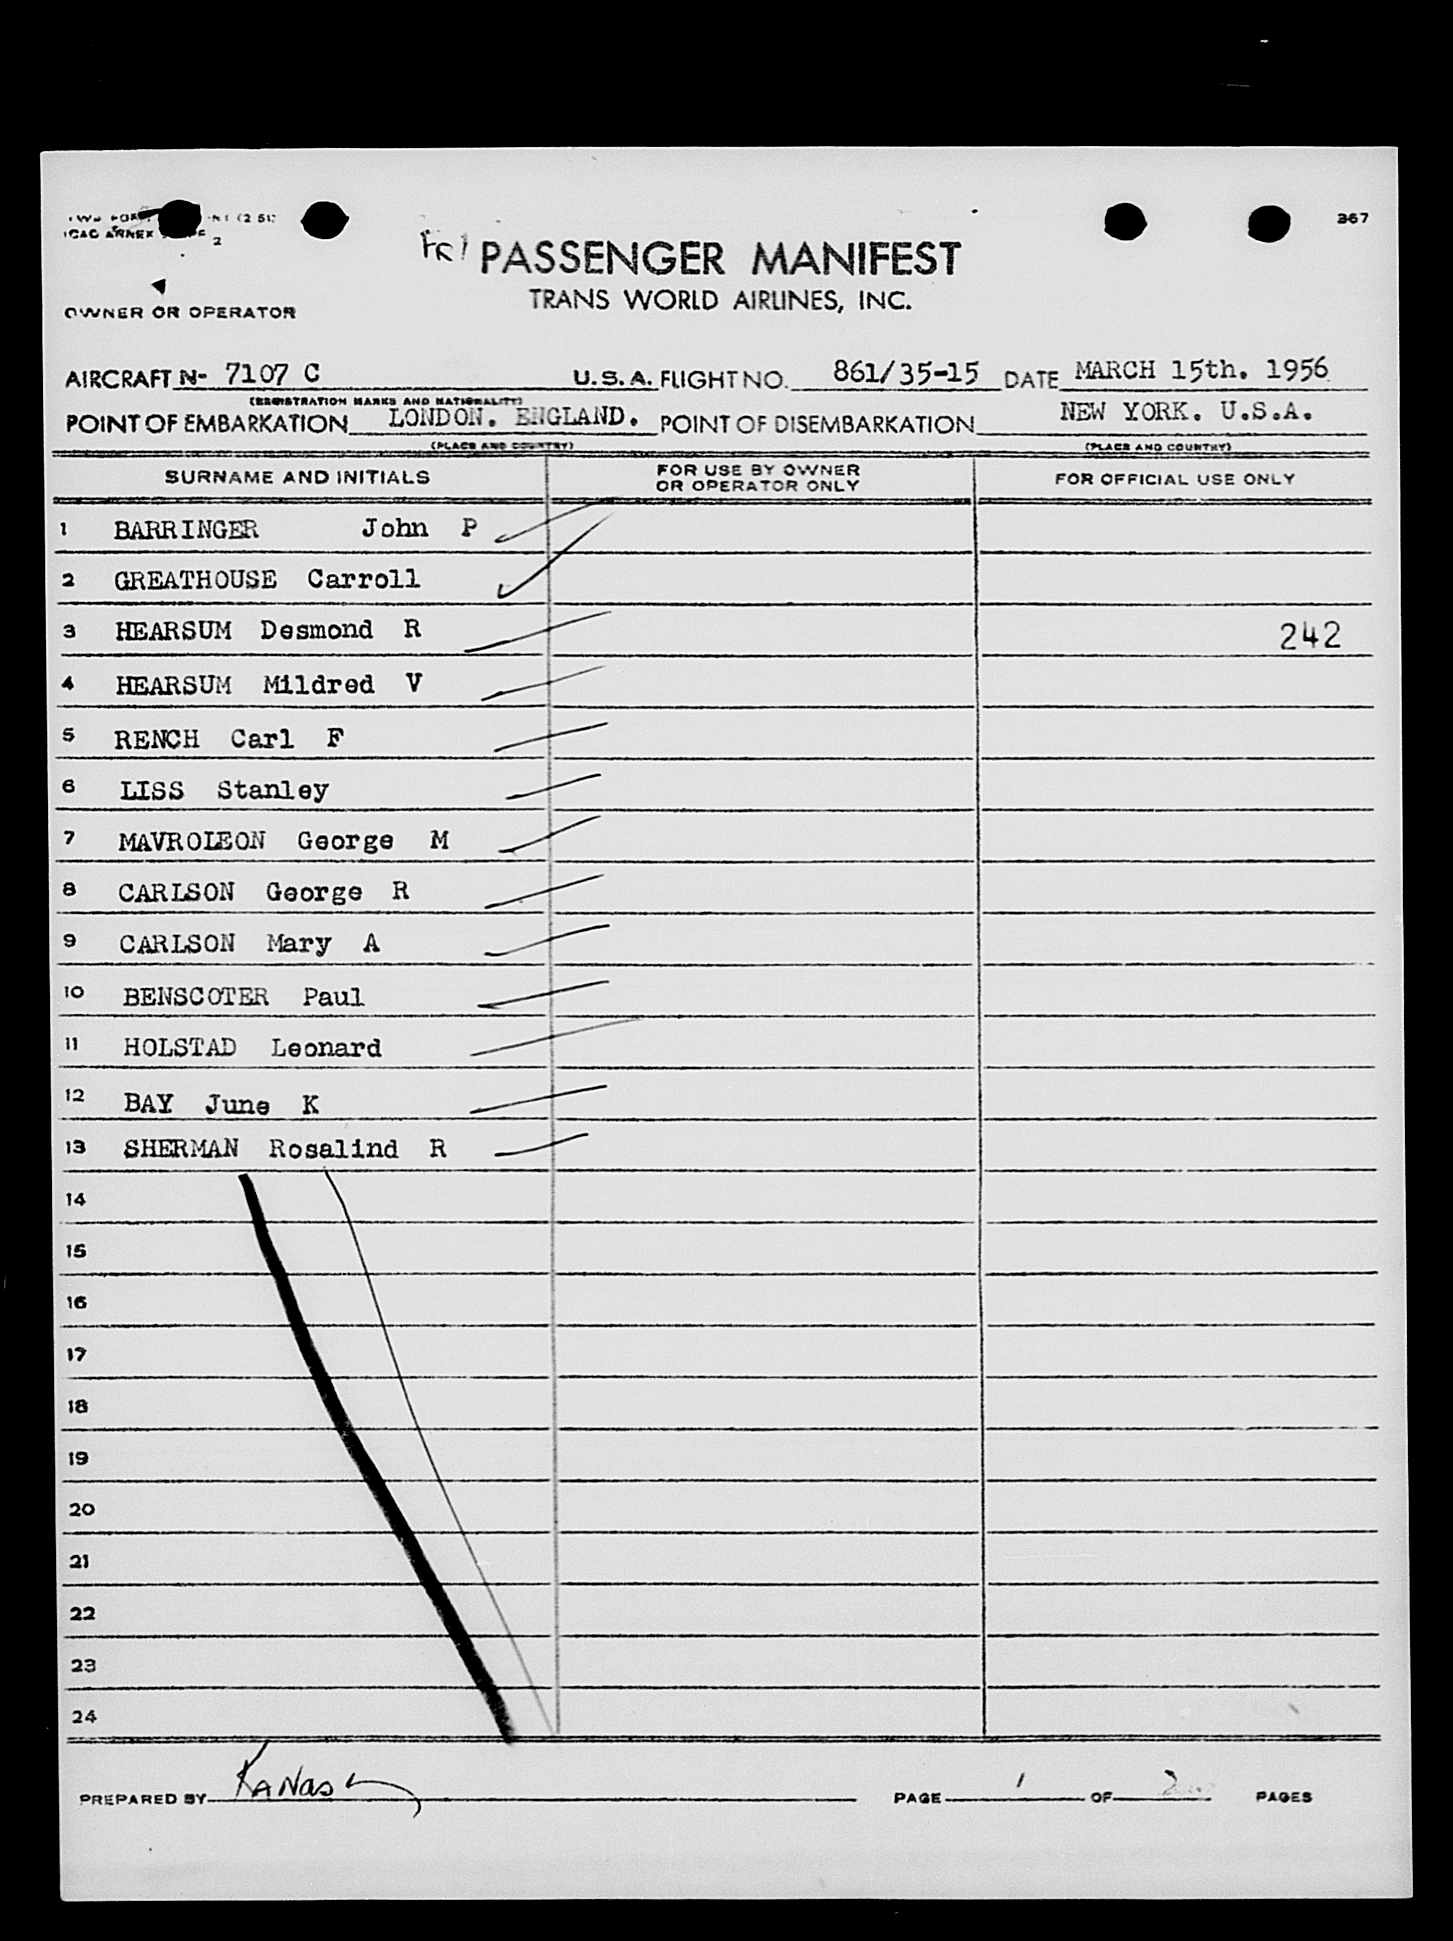 367
ICAO ANNEX 2
FRI PASSENGER MANIFEST
TRANS WORLD AIRLINES, INC.
OWNER OR OPERATOR
AIRCRAFT N- 7107 C U.S.A. FLIGHT NO. 861/35-15 DATE MARCH 15th. 1956
(REGISTRATION MARKS AND NATIONALITY)
POINT OF EMBARKATION LONDON. ENGLAND. POINT OF DISEMBARKATION NEW YORK. U.S.A.
(PLACE AND COUNTRY) (PLACE AND COUNTRY)
SURNAME AND INITIALS FOR USE BY OWNER OR OPERATOR ONLY FOR OFFICIAL USE ONLY
1 BARRINGER John P
2 GREATHOUSE Carroll
3 HEARSUM Desmond R 242
4 HEARSUM Mildred V
5 RENCH Carl F
6 LISS Stanley
7 MAVROLEON George M
8 CARLSON George R
9 CARLSON Mary A
10 BENSCOTER Paul
11 HOLSTAD Leonard
12 BAY June K
13 SHERMAN Rosalind R
14
15
16
17
18
19
20
21
22
23
24
PREPARED BY PAGE 1 OF 2 PAGES